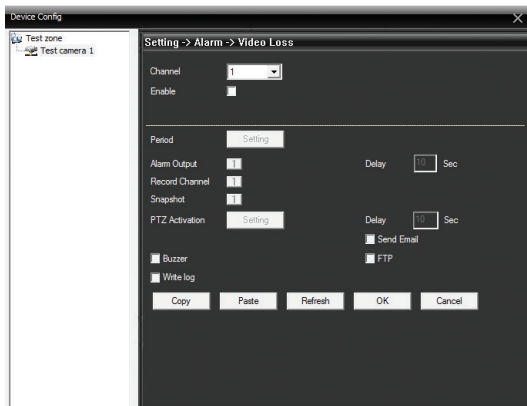 Device Config
Test zone
Test camera 1
Setting -> Alarm -> Video Loss
Channel 1
Enable
Period Setting
Alarm Output 1 Delay 10 Sec
Record Channel 1
Snapshot 1
PTZ Activation Setting Delay 10 Sec
Send Email
Buzzer FTP
Write log
Copy Paste Refresh OK Cancel